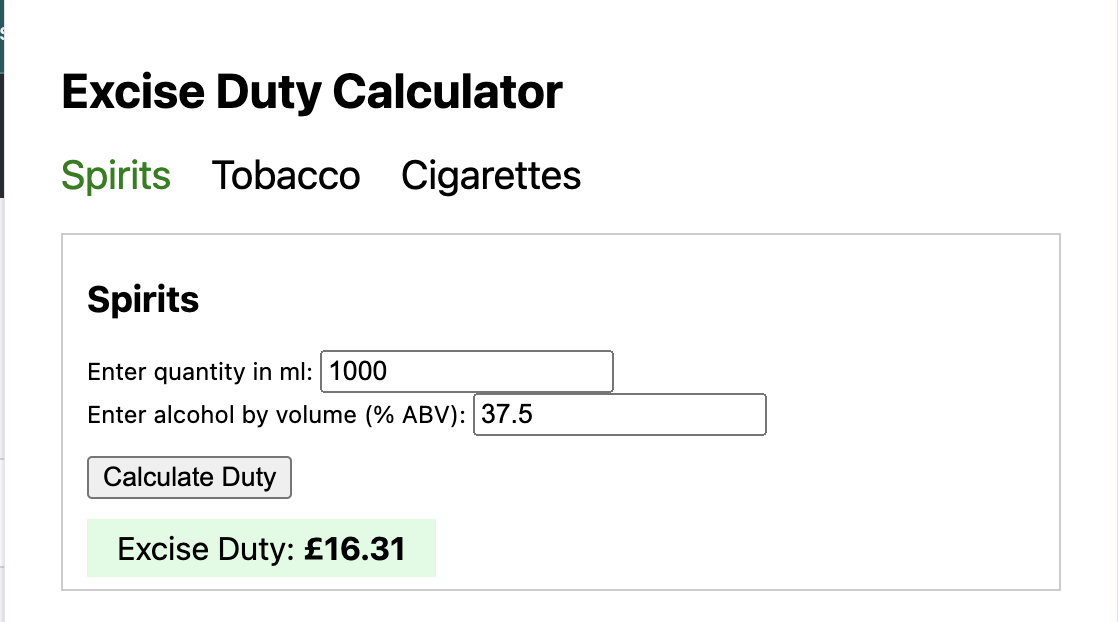 Excise Duty Calculator
Spirits Tobacco Cigarettes
Spirits
Enter quantity in ml: 1000
Enter alcohol by volume (% ABV): 37.5
Calculate Duty
Excise Duty: £16.31